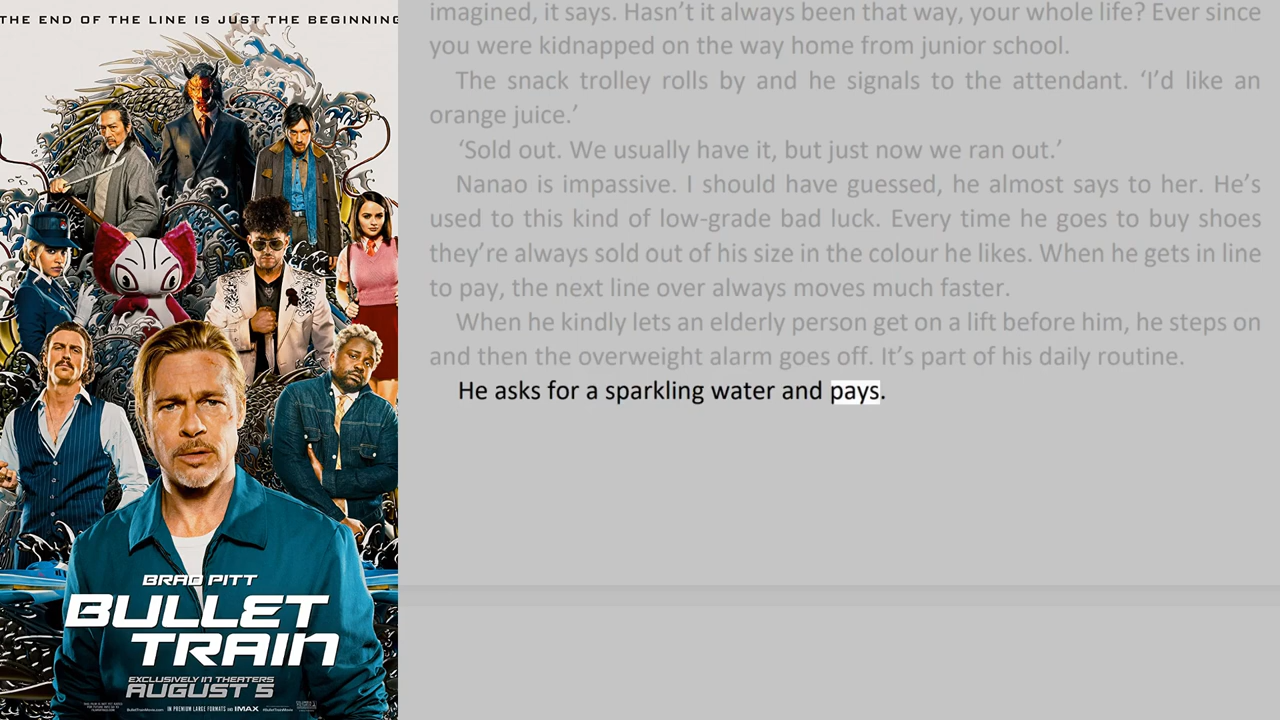 THE END OF THE LINE IS JUST THE BEGINNING
BRAD PITT
BULLET
TRAIN
EXCLUSIVELY IN THEATERS
AUGUST 5
BulletTrainMovie.com IN PREMIUM LARGE FORMATS AND IMAX #BulletTrainMovie
imagined, it says. Hasn’t it always been that way, your whole life? Ever since
you were kidnapped on the way home from junior school.
The snack trolley rolls by and he signals to the attendant. ‘I’d like an
orange juice.’
‘Sold out. We usually have it, but just now we ran out.’
Nanao is impassive. I should have guessed, he almost says to her. He’s
used to this kind of low-grade bad luck. Every time he goes to buy shoes
they’re always sold out of his size in the colour he likes. When he gets in line
to pay, the next line over always moves much faster.
When he kindly lets an elderly person get on a lift before him, he steps on
and then the overweight alarm goes off. It’s part of his daily routine.
He asks for a sparkling water and pays.